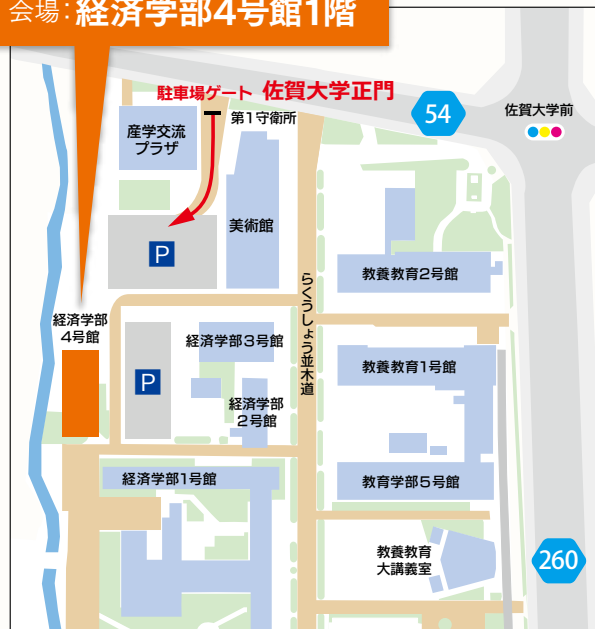 会場:経済学部4号館1階
駐車場ゲート 佐賀大学正門
第1守衛所
54
佐賀大学前
産学交流
プラザ
美術館
P
教養教育2号館
らくうしょう並木道
経済学部
4号館
経済学部3号館
P
教養教育1号館
経済学部
2号館
経済学部1号館
教育学部5号館
教養教育
大講義室
260